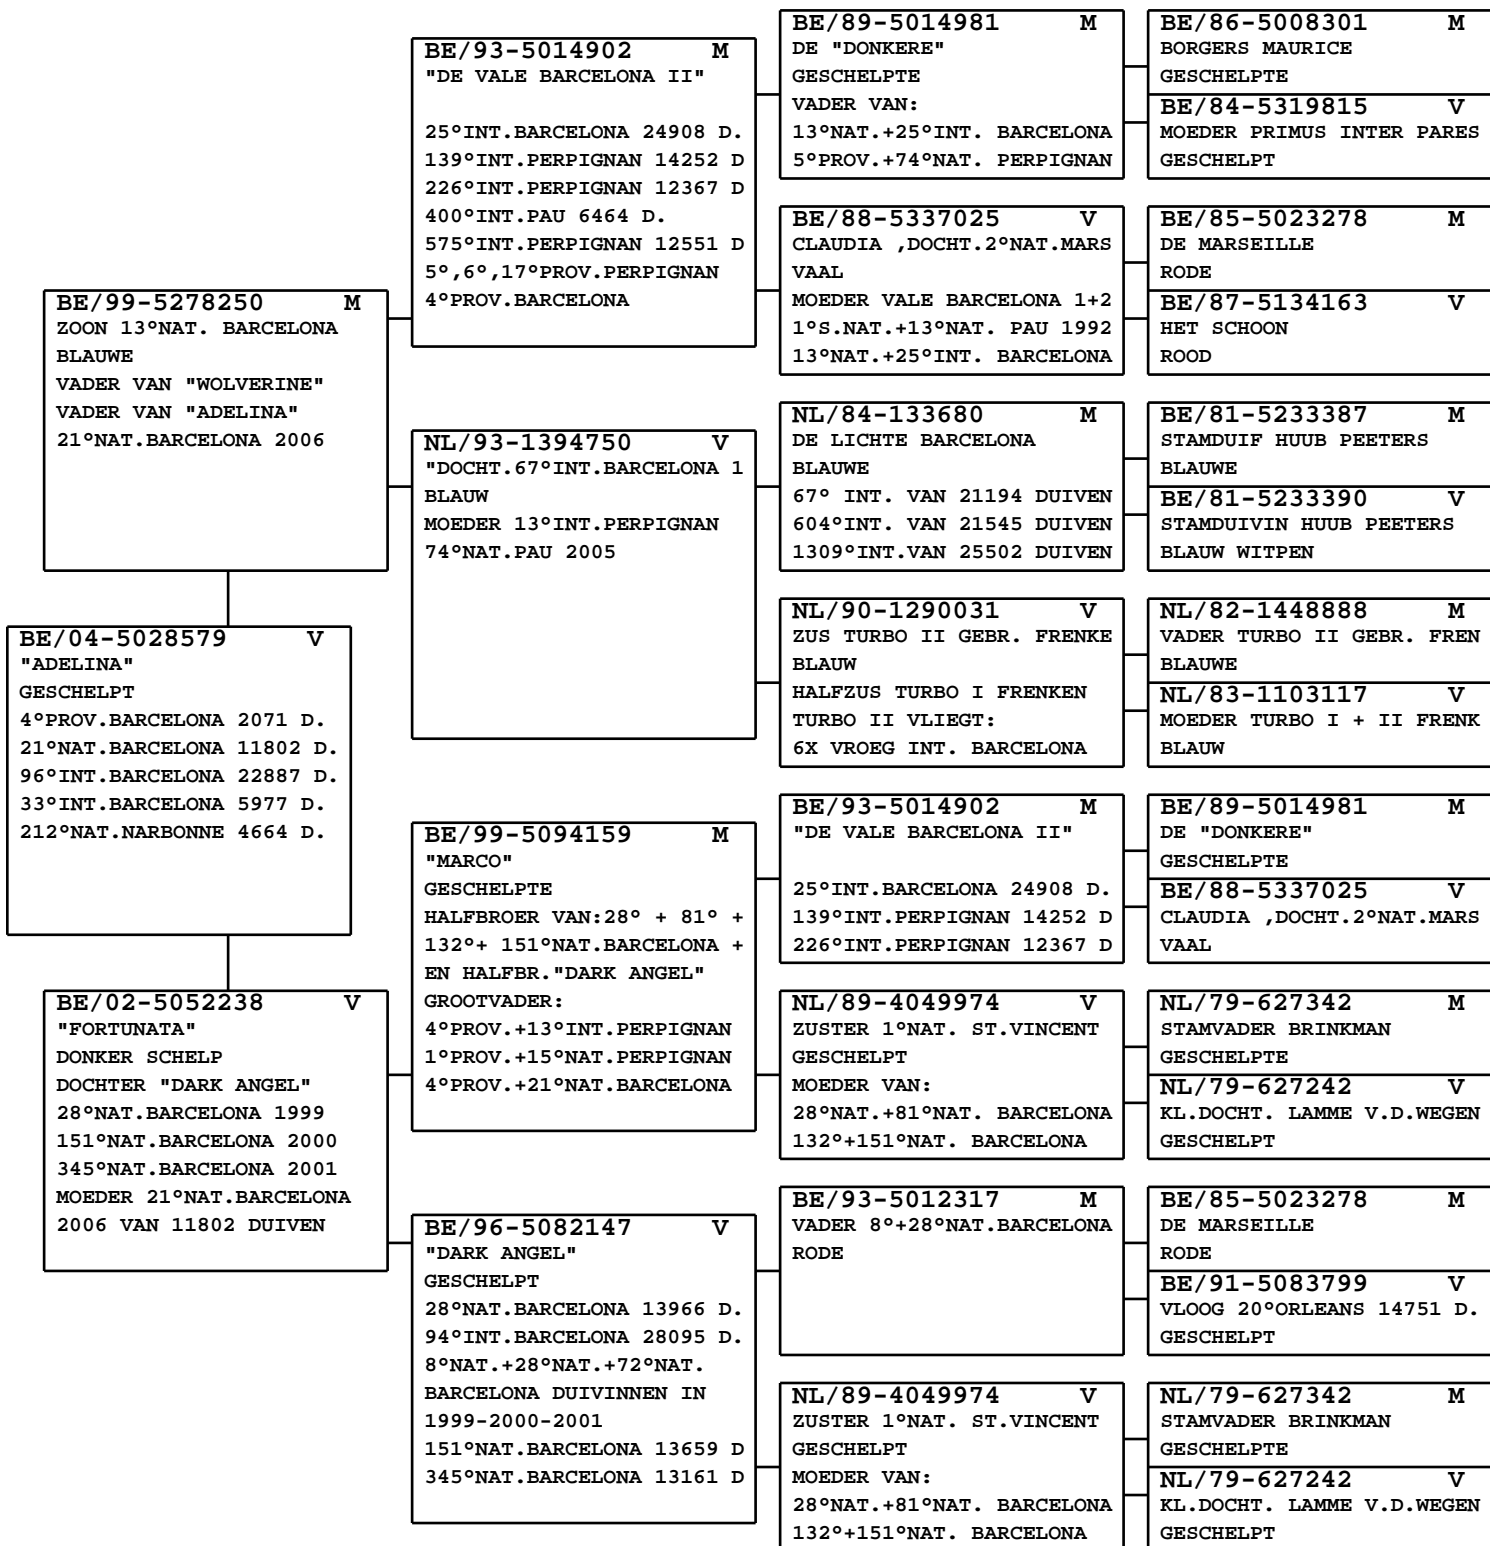 BE/04-5028579 V
"ADELINA"
GESCHELPT
4°PROV.BARCELONA 2071 D.
21°NAT.BARCELONA 11802 D.
96°INT.BARCELONA 22887 D.
33°INT.BARCELONA 5977 D.
212°NAT.NARBONNE 4664 D.
BE/99-5278250 M
ZOON 13°NAT. BARCELONA
BLAUWE
VADER VAN "WOLVERINE"
VADER VAN "ADELINA"
21°NAT.BARCELONA 2006
BE/02-5052238 V
"FORTUNATA"
DONKER SCHELP
DOCHTER "DARK ANGEL"
28°NAT.BARCELONA 1999
151°NAT.BARCELONA 2000
345°NAT.BARCELONA 2001
MOEDER 21°NAT.BARCELONA
2006 VAN 11802 DUIVEN
BE/93-5014902 M
"DE VALE BARCELONA II"
25°INT.BARCELONA 24908 D.
139°INT.PERPIGNAN 14252 D
226°INT.PERPIGNAN 12367 D
400°INT.PAU 6464 D.
575°INT.PERPIGNAN 12551 D
5°,6°,17°PROV.PERPIGNAN
4°PROV.BARCELONA
NL/93-1394750 V
"DOCHT.67°INT.BARCELONA 1
BLAUW
MOEDER 13°INT.PERPIGNAN
74°NAT.PAU 2005
BE/99-5094159 M
"MARCO"
GESCHELPTE
HALFBROER VAN:28° + 81° +
132°+ 151°NAT.BARCELONA +
EN HALFBR."DARK ANGEL"
GROOTVADER:
4°PROV.+13°INT.PERPIGNAN
1°PROV.+15°NAT.PERPIGNAN
4°PROV.+21°NAT.BARCELONA
BE/96-5082147 V
"DARK ANGEL"
GESCHELPT
28°NAT.BARCELONA 13966 D.
94°INT.BARCELONA 28095 D.
8°NAT.+28°NAT.+72°NAT.
BARCELONA DUIVINNEN IN
1999-2000-2001
151°NAT.BARCELONA 13659 D
345°NAT.BARCELONA 13161 D
BE/89-5014981 M
DE "DONKERE"
GESCHELPTE
VADER VAN:
13°NAT.+25°INT. BARCELONA
5°PROV.+74°NAT. PERPIGNAN
BE/88-5337025 V
CLAUDIA ,DOCHT.2°NAT.MARS
VAAL
MOEDER VALE BARCELONA 1+2
1°S.NAT.+13°NAT. PAU 1992
13°NAT.+25°INT. BARCELONA
NL/84-133680 M
DE LICHTE BARCELONA
BLAUWE
67° INT. VAN 21194 DUIVEN
604°INT. VAN 21545 DUIVEN
1309°INT.VAN 25502 DUIVEN
NL/90-1290031 V
ZUS TURBO II GEBR. FRENKE
BLAUW
HALFZUS TURBO I FRENKEN
TURBO II VLIEGT:
6X VROEG INT. BARCELONA
BE/93-5014902 M
"DE VALE BARCELONA II"
25°INT.BARCELONA 24908 D.
139°INT.PERPIGNAN 14252 D
226°INT.PERPIGNAN 12367 D
NL/89-4049974 V
ZUSTER 1°NAT. ST.VINCENT
GESCHELPT
MOEDER VAN:
28°NAT.+81°NAT. BARCELONA
132°+151°NAT. BARCELONA
BE/93-5012317 M
VADER 8°+28°NAT.BARCELONA
RODE
NL/89-4049974 V
ZUSTER 1°NAT. ST.VINCENT
GESCHELPT
MOEDER VAN:
28°NAT.+81°NAT. BARCELONA
132°+151°NAT. BARCELONA
BE/86-5008301 M
BORGERS MAURICE
GESCHELPTE
BE/84-5319815 V
MOEDER PRIMUS INTER PARES
GESCHELPT
BE/85-5023278 M
DE MARSEILLE
RODE
BE/87-5134163 V
HET SCHOON
ROOD
BE/81-5233387 M
STAMDUIF HUUB PEETERS
BLAUWE
BE/81-5233390 V
STAMDUIVIN HUUB PEETERS
BLAUW WITPEN
NL/82-1448888 M
VADER TURBO II GEBR. FREN
BLAUWE
NL/83-1103117 V
MOEDER TURBO I + II FRENK
BLAUW
BE/89-5014981 M
DE "DONKERE"
GESCHELPTE
BE/88-5337025 V
CLAUDIA ,DOCHT.2°NAT.MARS
VAAL
NL/79-627342 M
STAMVADER BRINKMAN
GESCHELPTE
NL/79-627242 V
KL.DOCHT. LAMME V.D.WEGEN
GESCHELPT
BE/85-5023278 M
DE MARSEILLE
RODE
BE/91-5083799 V
VLOOG 20°ORLEANS 14751 D.
GESCHELPT
NL/79-627342 M
STAMVADER BRINKMAN
GESCHELPTE
NL/79-627242 V
KL.DOCHT. LAMME V.D.WEGEN
GESCHELPT